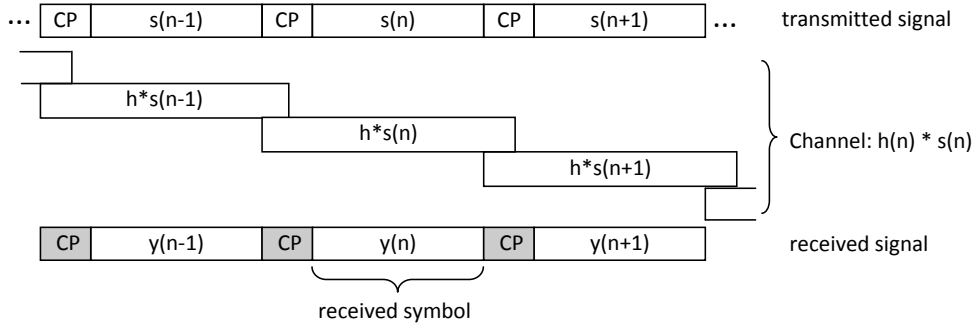 ... CP s(n-1) CP s(n) CP s(n+1) ... transmitted signal
h*s(n-1)
h*s(n)
Channel: h(n) * s(n)
h*s(n+1)
CP y(n-1) CP y(n) CP y(n+1) received signal
received symbol